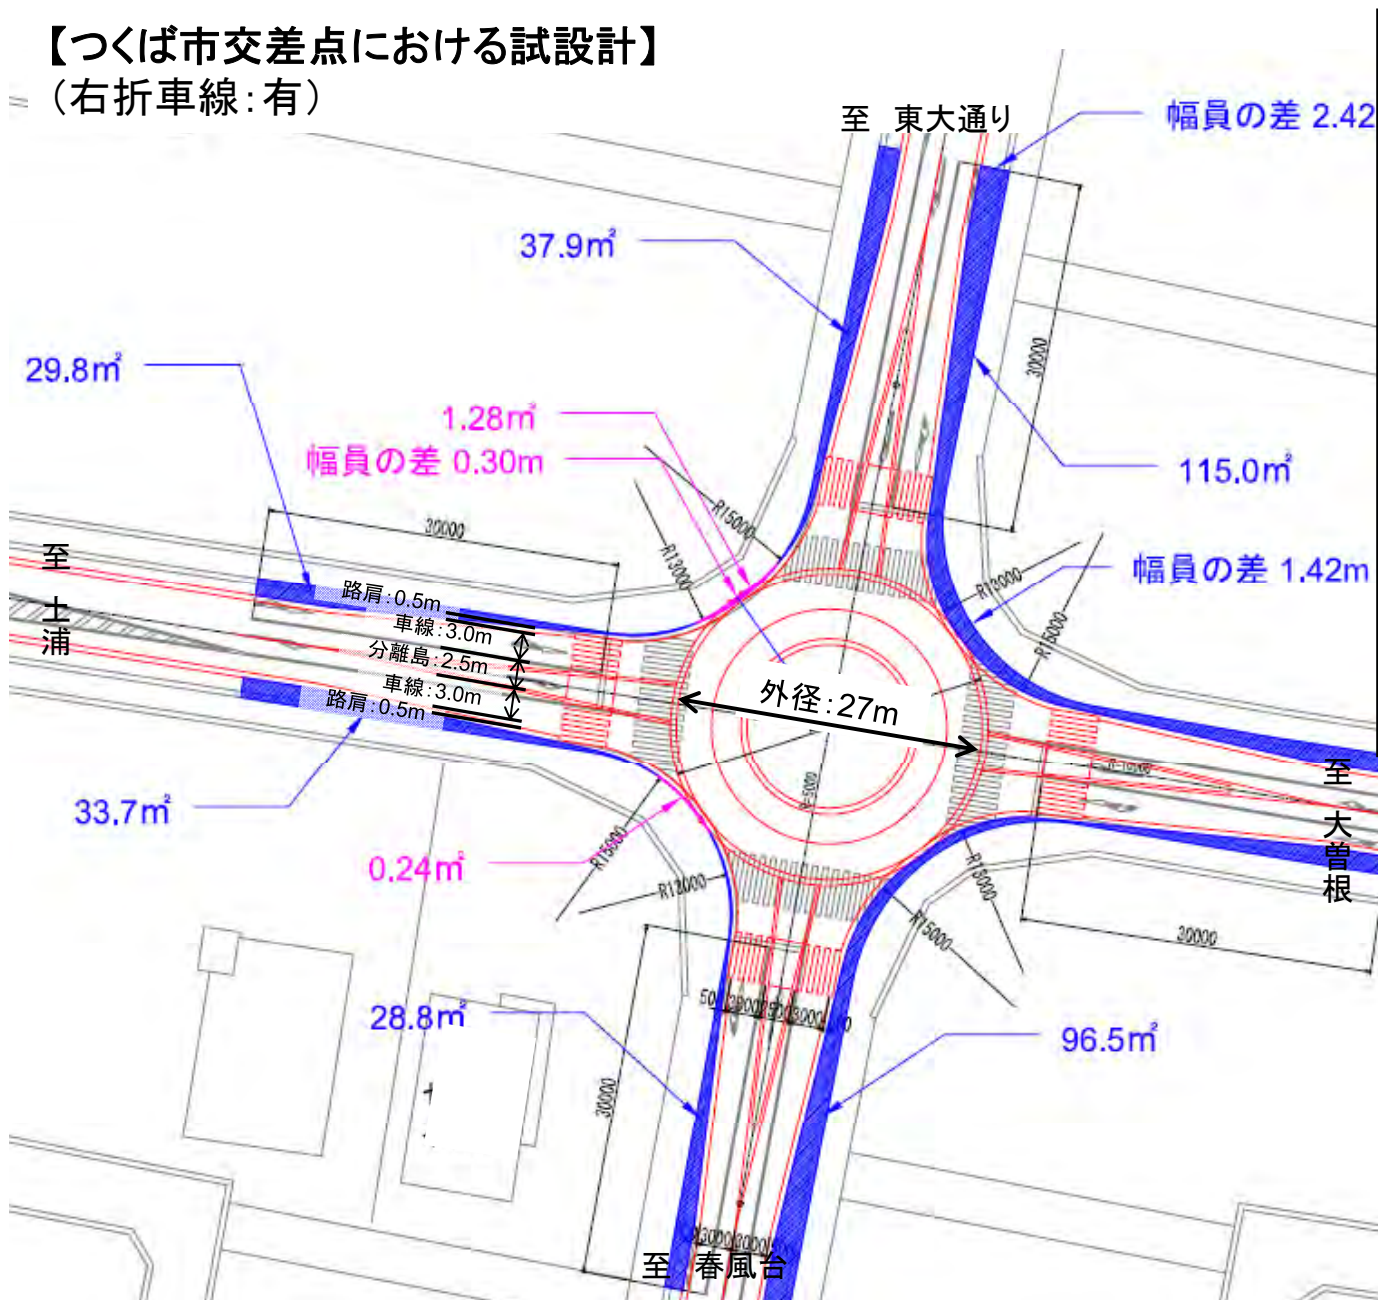 【つくば市交差点における試設計】
（右折車線：有）
至 東大通り
幅員の差 2.42
37.9㎡
30000
29.8㎡
1.28㎡
幅員の差 0.30m
115.0㎡
R15000
R13000
30000
至 土浦
路肩：0.5m
車線：3.0m
分離島：2.5m
車線：3.0m
路肩：0.5m
R13000
R15000
幅員の差 1.42m
外径：27m
至 大曽根
33.7㎡
0.24㎡
R15000
R13000
R13000
R15000
30000
28.8㎡
96.5㎡
30000
至 春風台